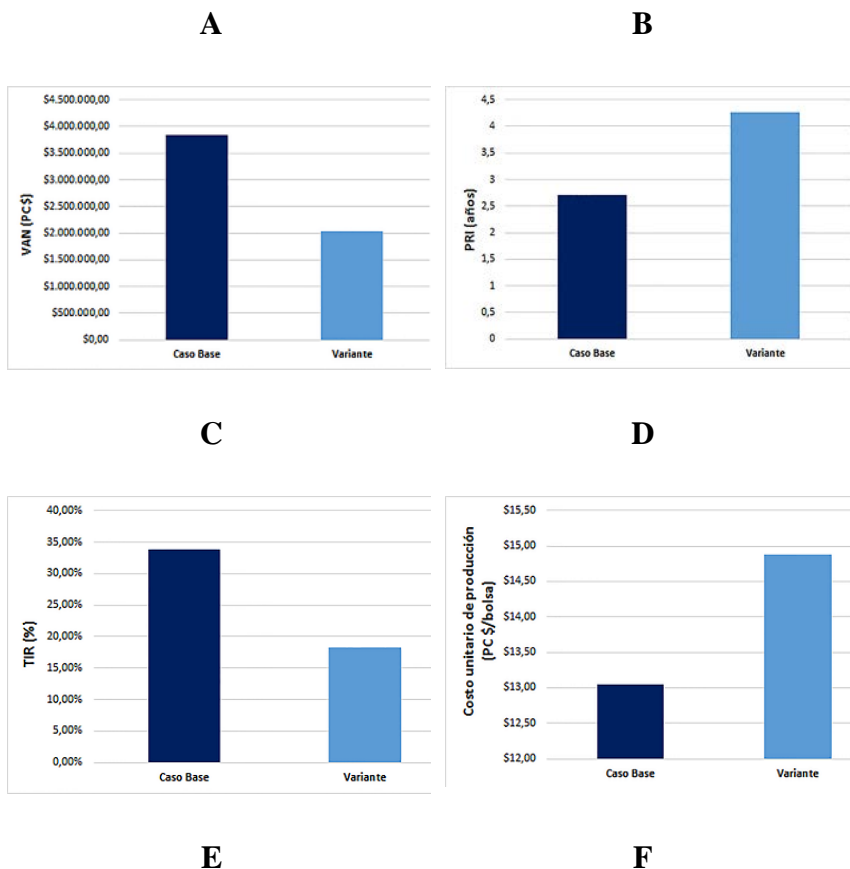 A
B
$4.500.000,00
$4.000.000,00
$3.500.000,00
$3.000.000,00
$2.500.000,00
$2.000.000,00
$1.500.000,00
$1.000.000,00
$500.000,00
$0,00
VAN (PC$)
Caso Base
Variante
4,5
4
3,5
3
2,5
2
1,5
1
0,5
0
PRI (años)
Caso Base
Variante
C
D
40,00%
35,00%
30,00%
25,00%
20,00%
15,00%
10,00%
5,00%
0,00%
TIR (%)
Caso Base
Variante
$15,50
$15,00
$14,50
$14,00
$13,50
$13,00
$12,50
$12,00
Costo unitario de producción
(PC $/bolsa)
Caso Base
Variante
E
F